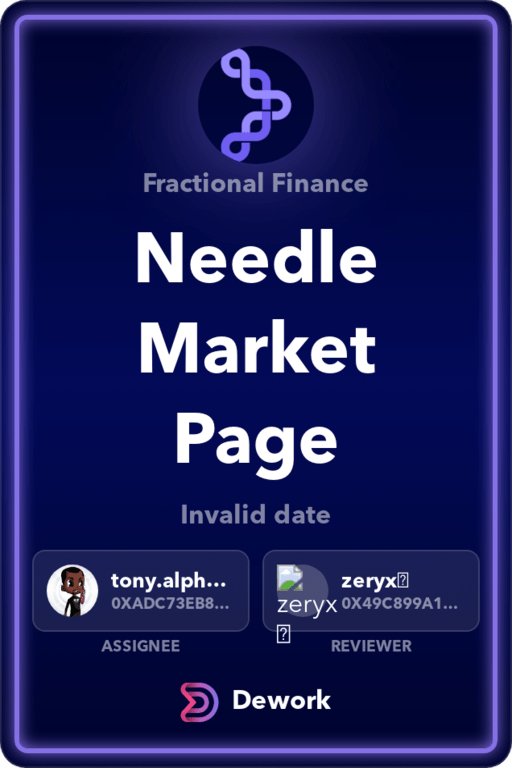 Fractional Finance
Needle
Market
Page
Invalid date
tony.alph...
0XADC73EB8...
zeryx
zeryx
0X49C899A1...
ASSIGNEE
REVIEWER
Dework